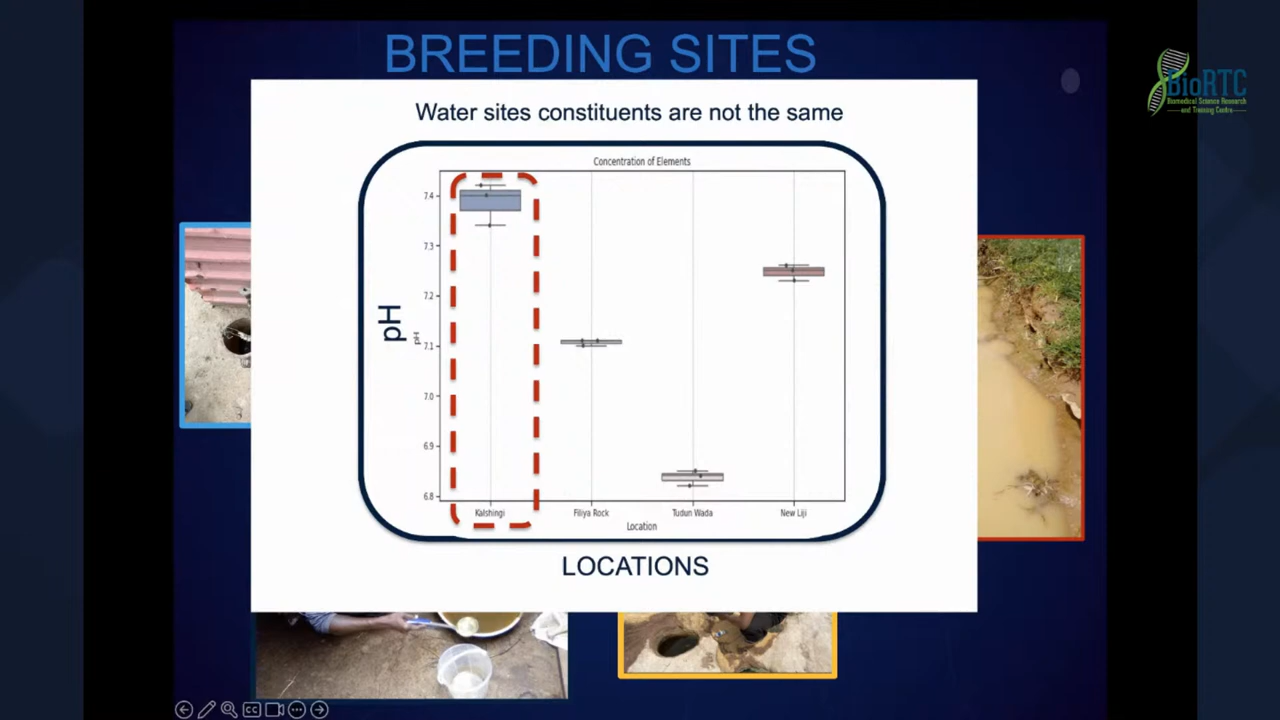 BREEDING SITES
BioRTC
Biomedical Science Research
and Training Centre
Water sites constituents are not the same
Concentration of Elements
7.4
7.3
7.2
7.1
7.0
6.9
6.8
pH
pH
Kalshingi
Filiya Rock
Tudun Wada
New Liji
Location
LOCATIONS
CC